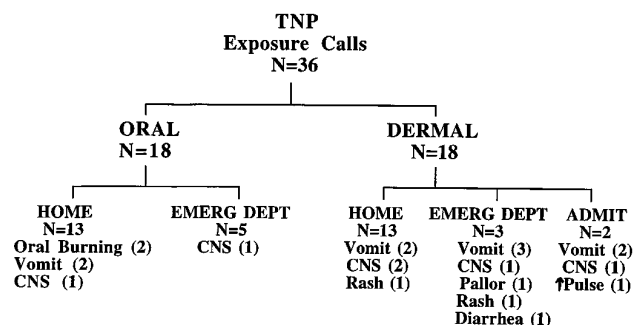 TNP
Exposure Calls
N=36
ORAL
N=18
DERMAL
N=18
HOME
N=13
Oral Burning (2)
Vomit (2)
CNS (1)
EMERG DEPT
N=5
CNS (1)
HOME
N=13
Vomit (2)
CNS (2)
Rash (1)
EMERG DEPT
N=3
Vomit (3)
CNS (1)
Pallor (1)
Rash (1)
Diarrhea (1)
ADMIT
N=2
Vomit (2)
CNS (1)
↑Pulse (1)